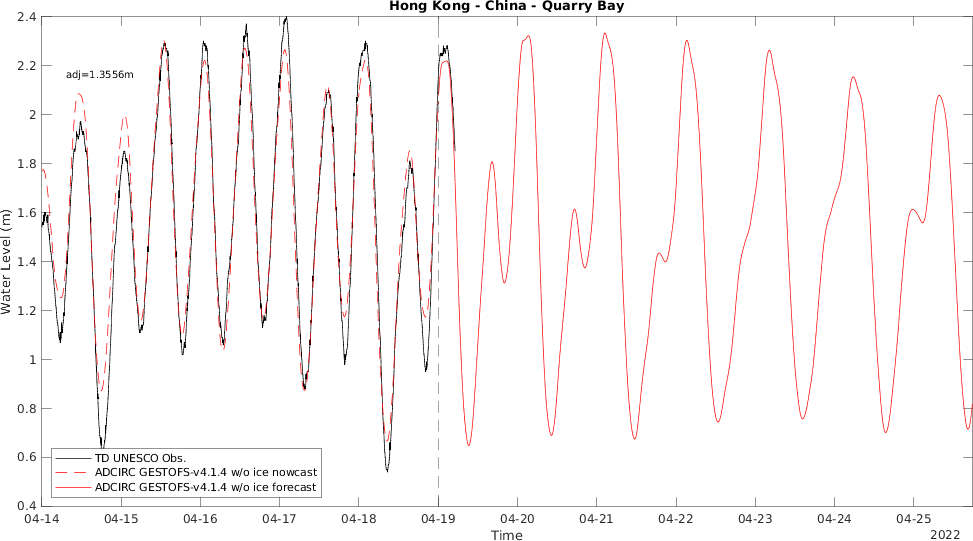 Hong Kong - China - Quarry Bay
2.4
2.2
2
1.8
1.6
1.4
1.2
1
0.8
0.6
0.4
Water Level (m)
adj=1.3556m
TD UNESCO Obs.
ADCIRC GESTOFS-v4.1.4 w/o ice nowcast
ADCIRC GESTOFS-v4.1.4 w/o ice forecast
04-14 04-15 04-16 04-17 04-18 04-19 04-20 04-21 04-22 04-23 04-24 04-25
Time
2022